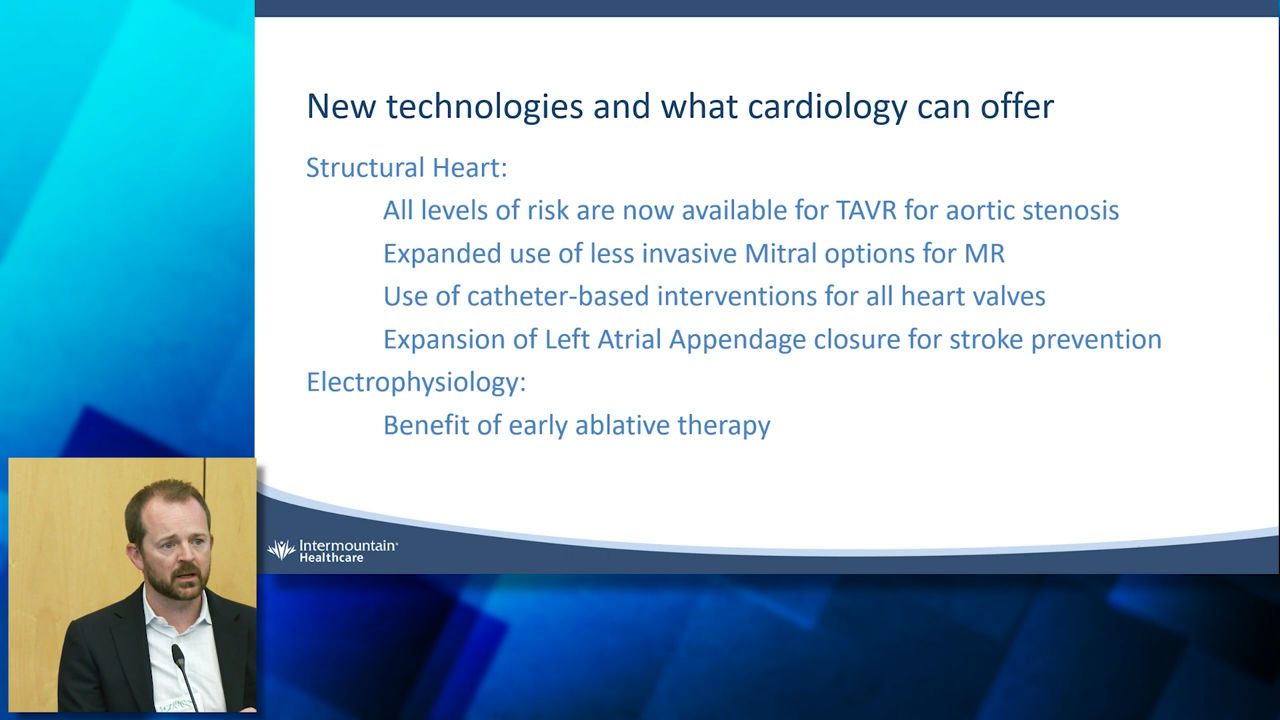 New technologies and what cardiology can offer
Structural Heart:
All levels of risk are now available for TAVR for aortic stenosis
Expanded use of less invasive Mitral options for MR
Use of catheter-based interventions for all heart valves
Expansion of Left Atrial Appendage closure for stroke prevention
Electrophysiology:
Benefit of early ablative therapy
Intermountain
Healthcare